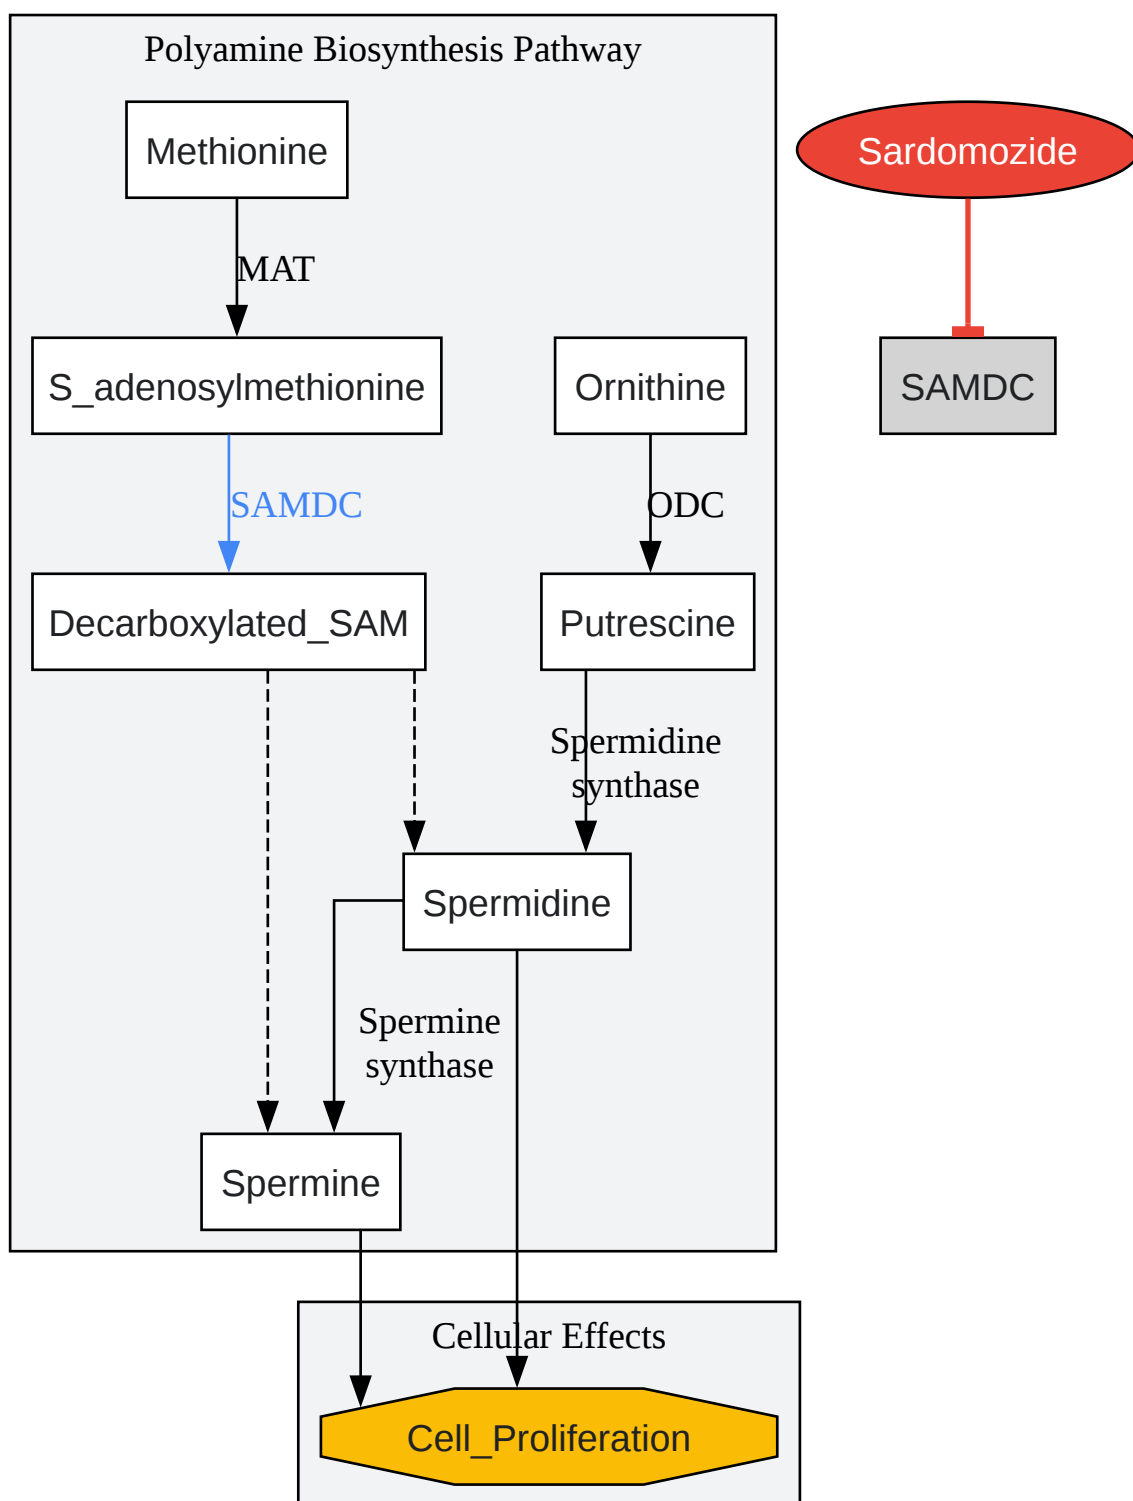 Polyamine Biosynthesis Pathway
Methionine
Sardomozide
MAT
S_adenosylmethionine
Ornithine
SAMDC
SAMDC
ODC
Decarboxylated_SAM
Putrescine
Spermidine
synthase
Spermidine
Spermine
synthase
Spermine
Cellular Effects
Cell_Proliferation